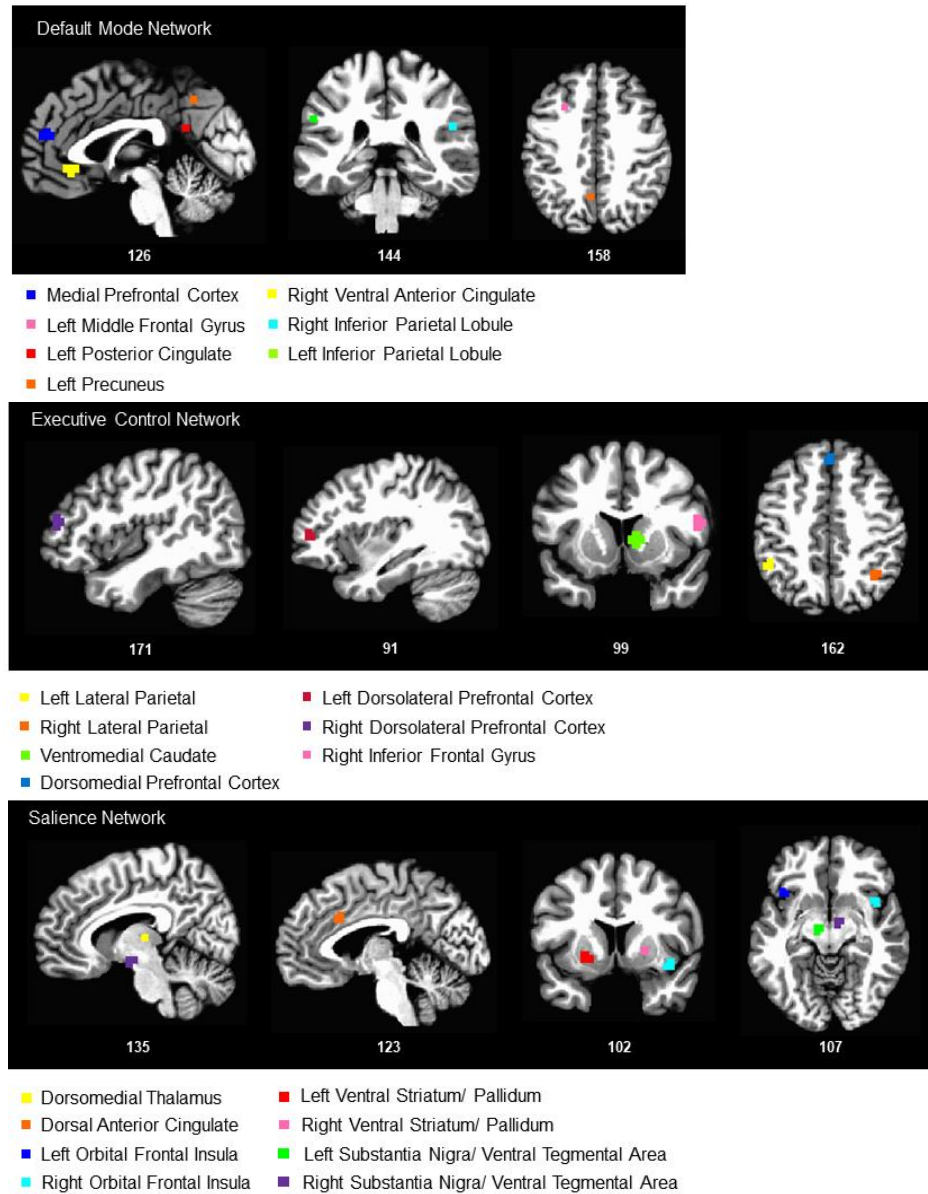 Default Mode Network
126 144 158
Medial Prefrontal Cortex Right Ventral Anterior Cingulate
Left Middle Frontal Gyrus Right Inferior Parietal Lobule
Left Posterior Cingulate Left Inferior Parietal Lobule
Left Precuneus
Executive Control Network
171 91 99 162
Left Lateral Parietal Left Dorsolateral Prefrontal Cortex
Right Lateral Parietal Right Dorsolateral Prefrontal Cortex
Ventromedial Caudate Right Inferior Frontal Gyrus
Dorsomedial Prefrontal Cortex
Salience Network
135 123 102 107
Dorsomedial Thalamus Left Ventral Striatum/ Pallidum
Dorsal Anterior Cingulate Right Ventral Striatum/ Pallidum
Left Orbital Frontal Insula Left Substantia Nigra/ Ventral Tegmental Area
Right Orbital Frontal Insula Right Substantia Nigra/ Ventral Tegmental Area